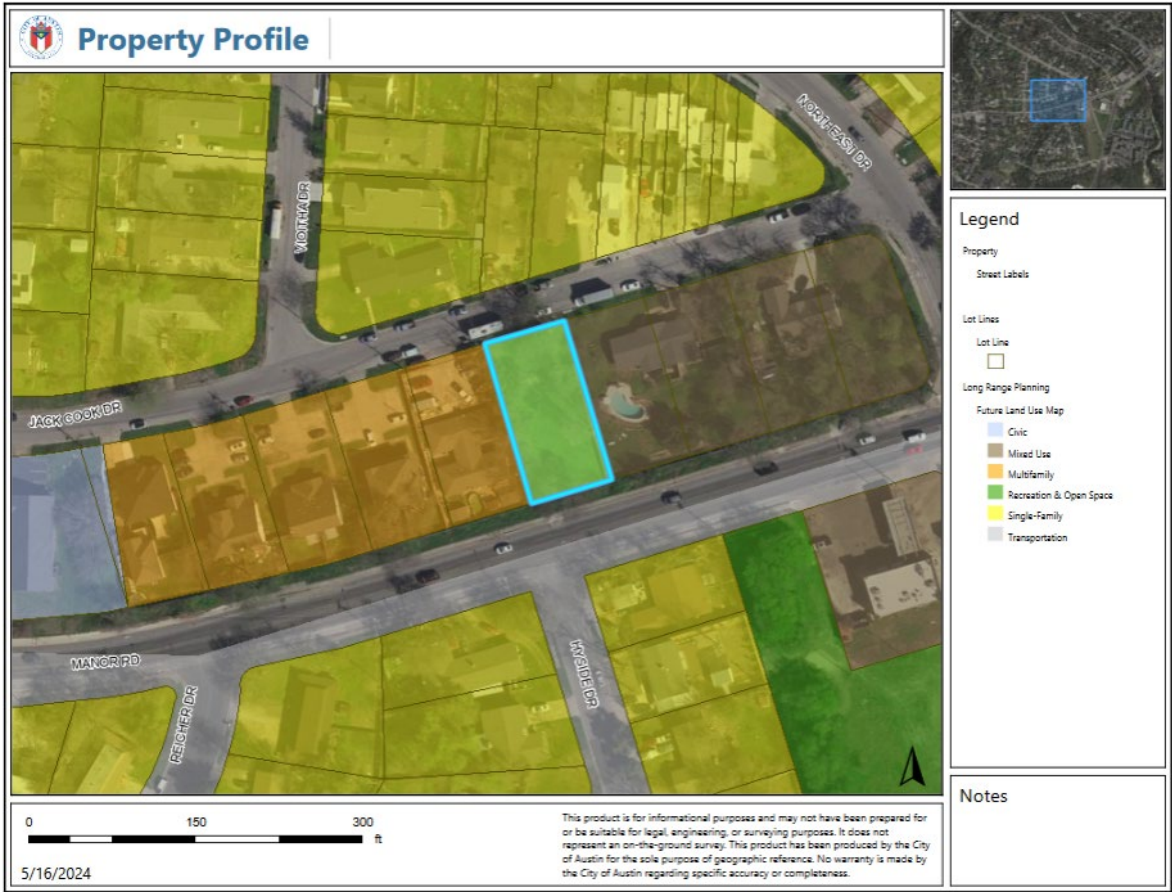 Property Profile
NORTHEAST DR
VIOITHA DR
JACK COOK DR
MANOR RD
REICHER DR
HYSIDE DR
Legend
Property
Street Labels
Lot Lines
Lot Line
Long Range Planning
Future Land Use Map
Civic
Mixed Use
Multifamily
Recreation & Open Space
Single-Family
Transportation
0 150 300
ft
5/16/2024
This product is for informational purposes and may not have been prepared for
or be suitable for legal, engineering, or surveying purposes. It does not
represent an on-the-ground survey. This product has been produced by the City
of Austin for the sole purpose of geographic reference. No warranty is made by
the City of Austin regarding specific accuracy or completeness.
Notes